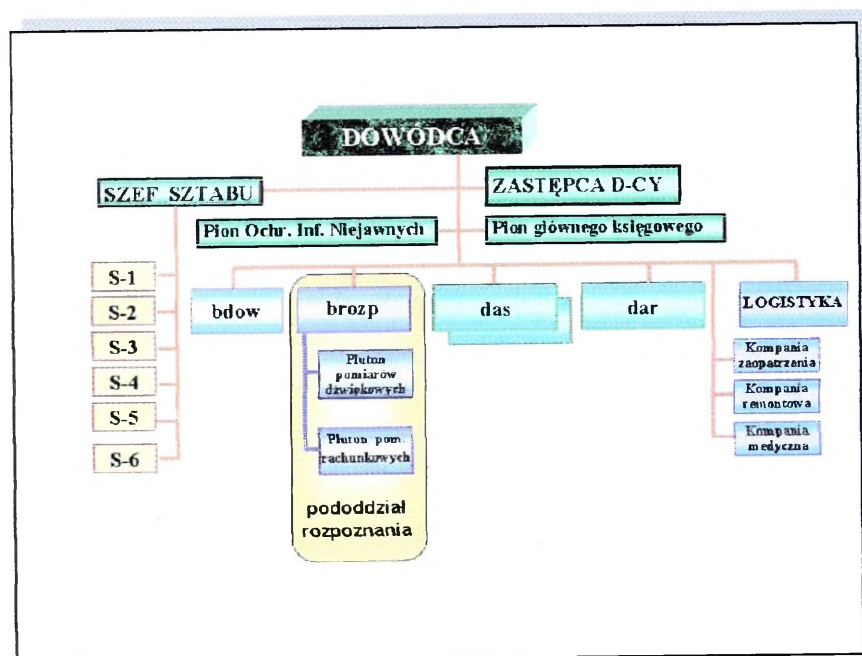 DOWÓDCA
SZEF SZTABU
ZASTĘPCA D-CY
Pion Ochr. Inf. Niejawnych
Pion głównego księgowego
S-1
S-2
S-3
S-4
S-5
S-6
bdow
brozp
das
dar
LOGISTYKA
Pluton
pomiarów
dźwiękowych
Pluton pom.
rachunkowych
pododdział
rozpoznania
Kompania
zaopatrzenia
Kompania
remontowa
Kompania
medyczna